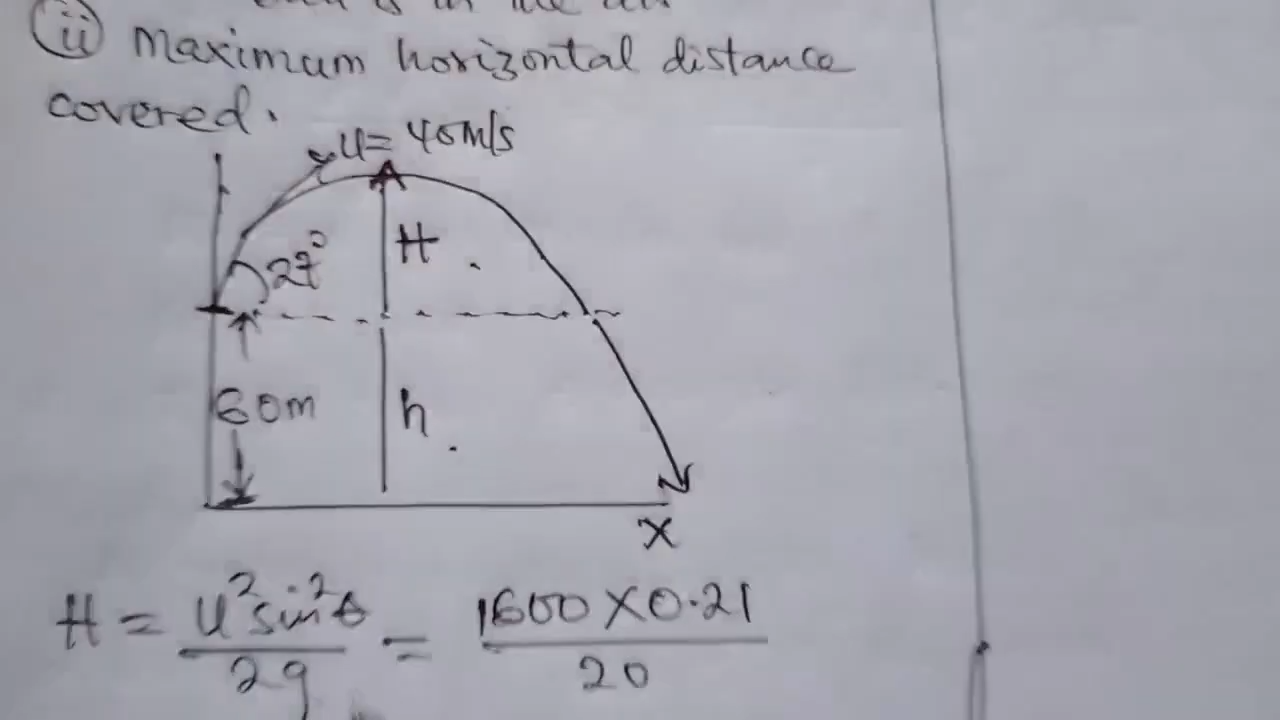 (ii) Maximum horizontal distance
covered.
u = 40m/s
27°
H
60m
h
X
H = u²sin²θ / 2g = 1600 X 0.21 / 20